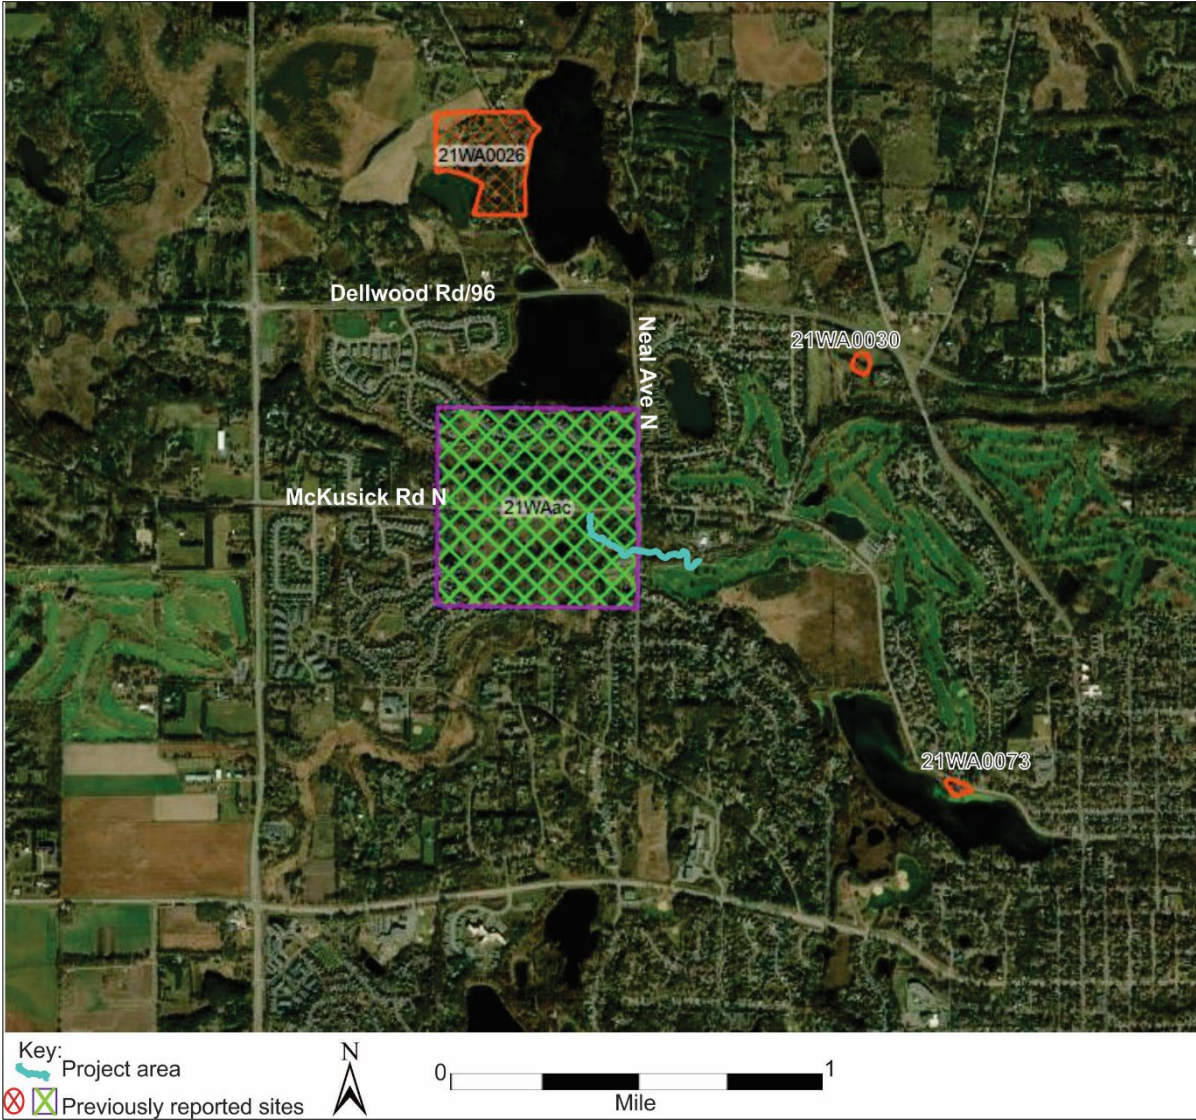 21WA0026
Dellwood Rd/96
Neal Ave N
21WA0030
McKusick Rd N
21WAac
21WA0073
Key:
Project area
Previously reported sites
N
0
1
Mile